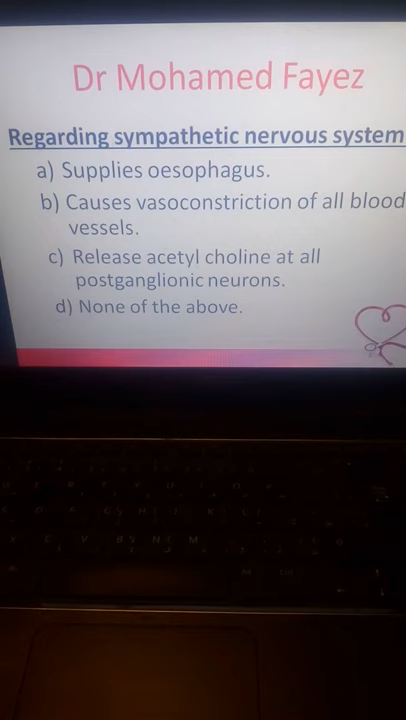 Dr Mohamed Fayez
Regarding sympathetic nervous system
a) Supplies oesophagus.
b) Causes vasoconstriction of all blood
vessels.
c) Release acetyl choline at all
postganglionic neurons.
d) None of the above.